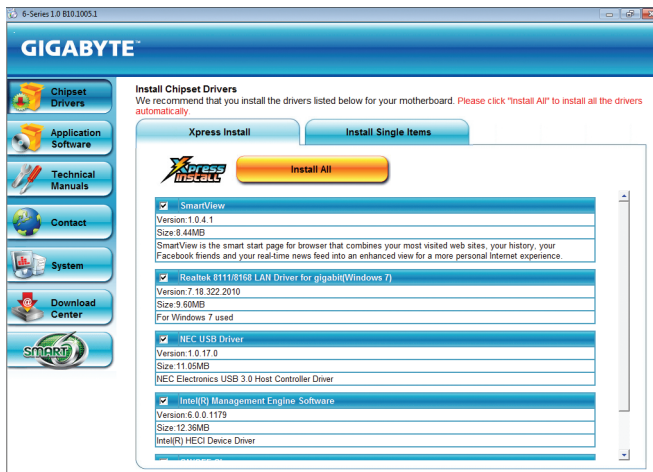 6-Series 1.0 B10.1005.1
GIGABYTE™
Chipset
Drivers
Application
Software
Technical
Manuals
Contact
System
Download
Center
SMART
Install Chipset Drivers
We recommend that you install the drivers listed below for your motherboard. Please click "Install All" to install all the drivers
automatically.
Xpress Install
Install Single Items
Xpress
Install
Install All
SmartView
Version:1.0.4.1
Size:8.44MB
SmartView is the smart start page for browser that combines your most visited web sites, your history, your
Facebook friends and your real-time news feed into an enhanced view for a more personal Internet experience.
Realtek 8111/8168 LAN Driver for gigabit(Windows 7)
Version:7.18.322.2010
Size:9.60MB
For Windows 7 used
NEC USB Driver
Version:1.0.17.0
Size:11.05MB
NEC Electronics USB 3.0 Host Controller Driver
Intel(R) Management Engine Software
Version:6.0.0.1179
Size:12.36MB
Intel(R) HECI Device Driver